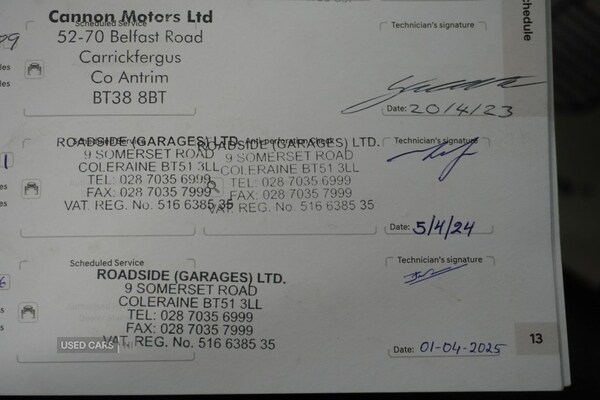 Cannon Motors Ltd
Scheduled Service
52-70 Belfast Road
Carrickfergus
Co Antrim
BT38 8BT
Technician's signature
Date: 20/4/23
chedule
Scheduled Service
ROADSIDE (GARAGES) LTD.
9 SOMERSET ROAD
COLERAINE BT51 3LL
TEL: 028 7035 6999
FAX: 028 7035 7999
VAT. REG. No. 516 6385 35
ROADSIDE (GARAGES) LTD.
9 SOMERSET ROAD
COLERAINE BT51 3LL
TEL: 028 7035 6999
FAX: 028 7035 7999
VAT. REG. No. 516 6385 35
Technician's signature
Date: 5/4/24
Scheduled Service
ROADSIDE (GARAGES) LTD.
9 SOMERSET ROAD
COLERAINE BT51 3LL
TEL: 028 7035 6999
FAX: 028 7035 7999
VAT. REG. No. 516 6385 35
Technician's signature
Date: 01-04-2025
13
USED CARS NI